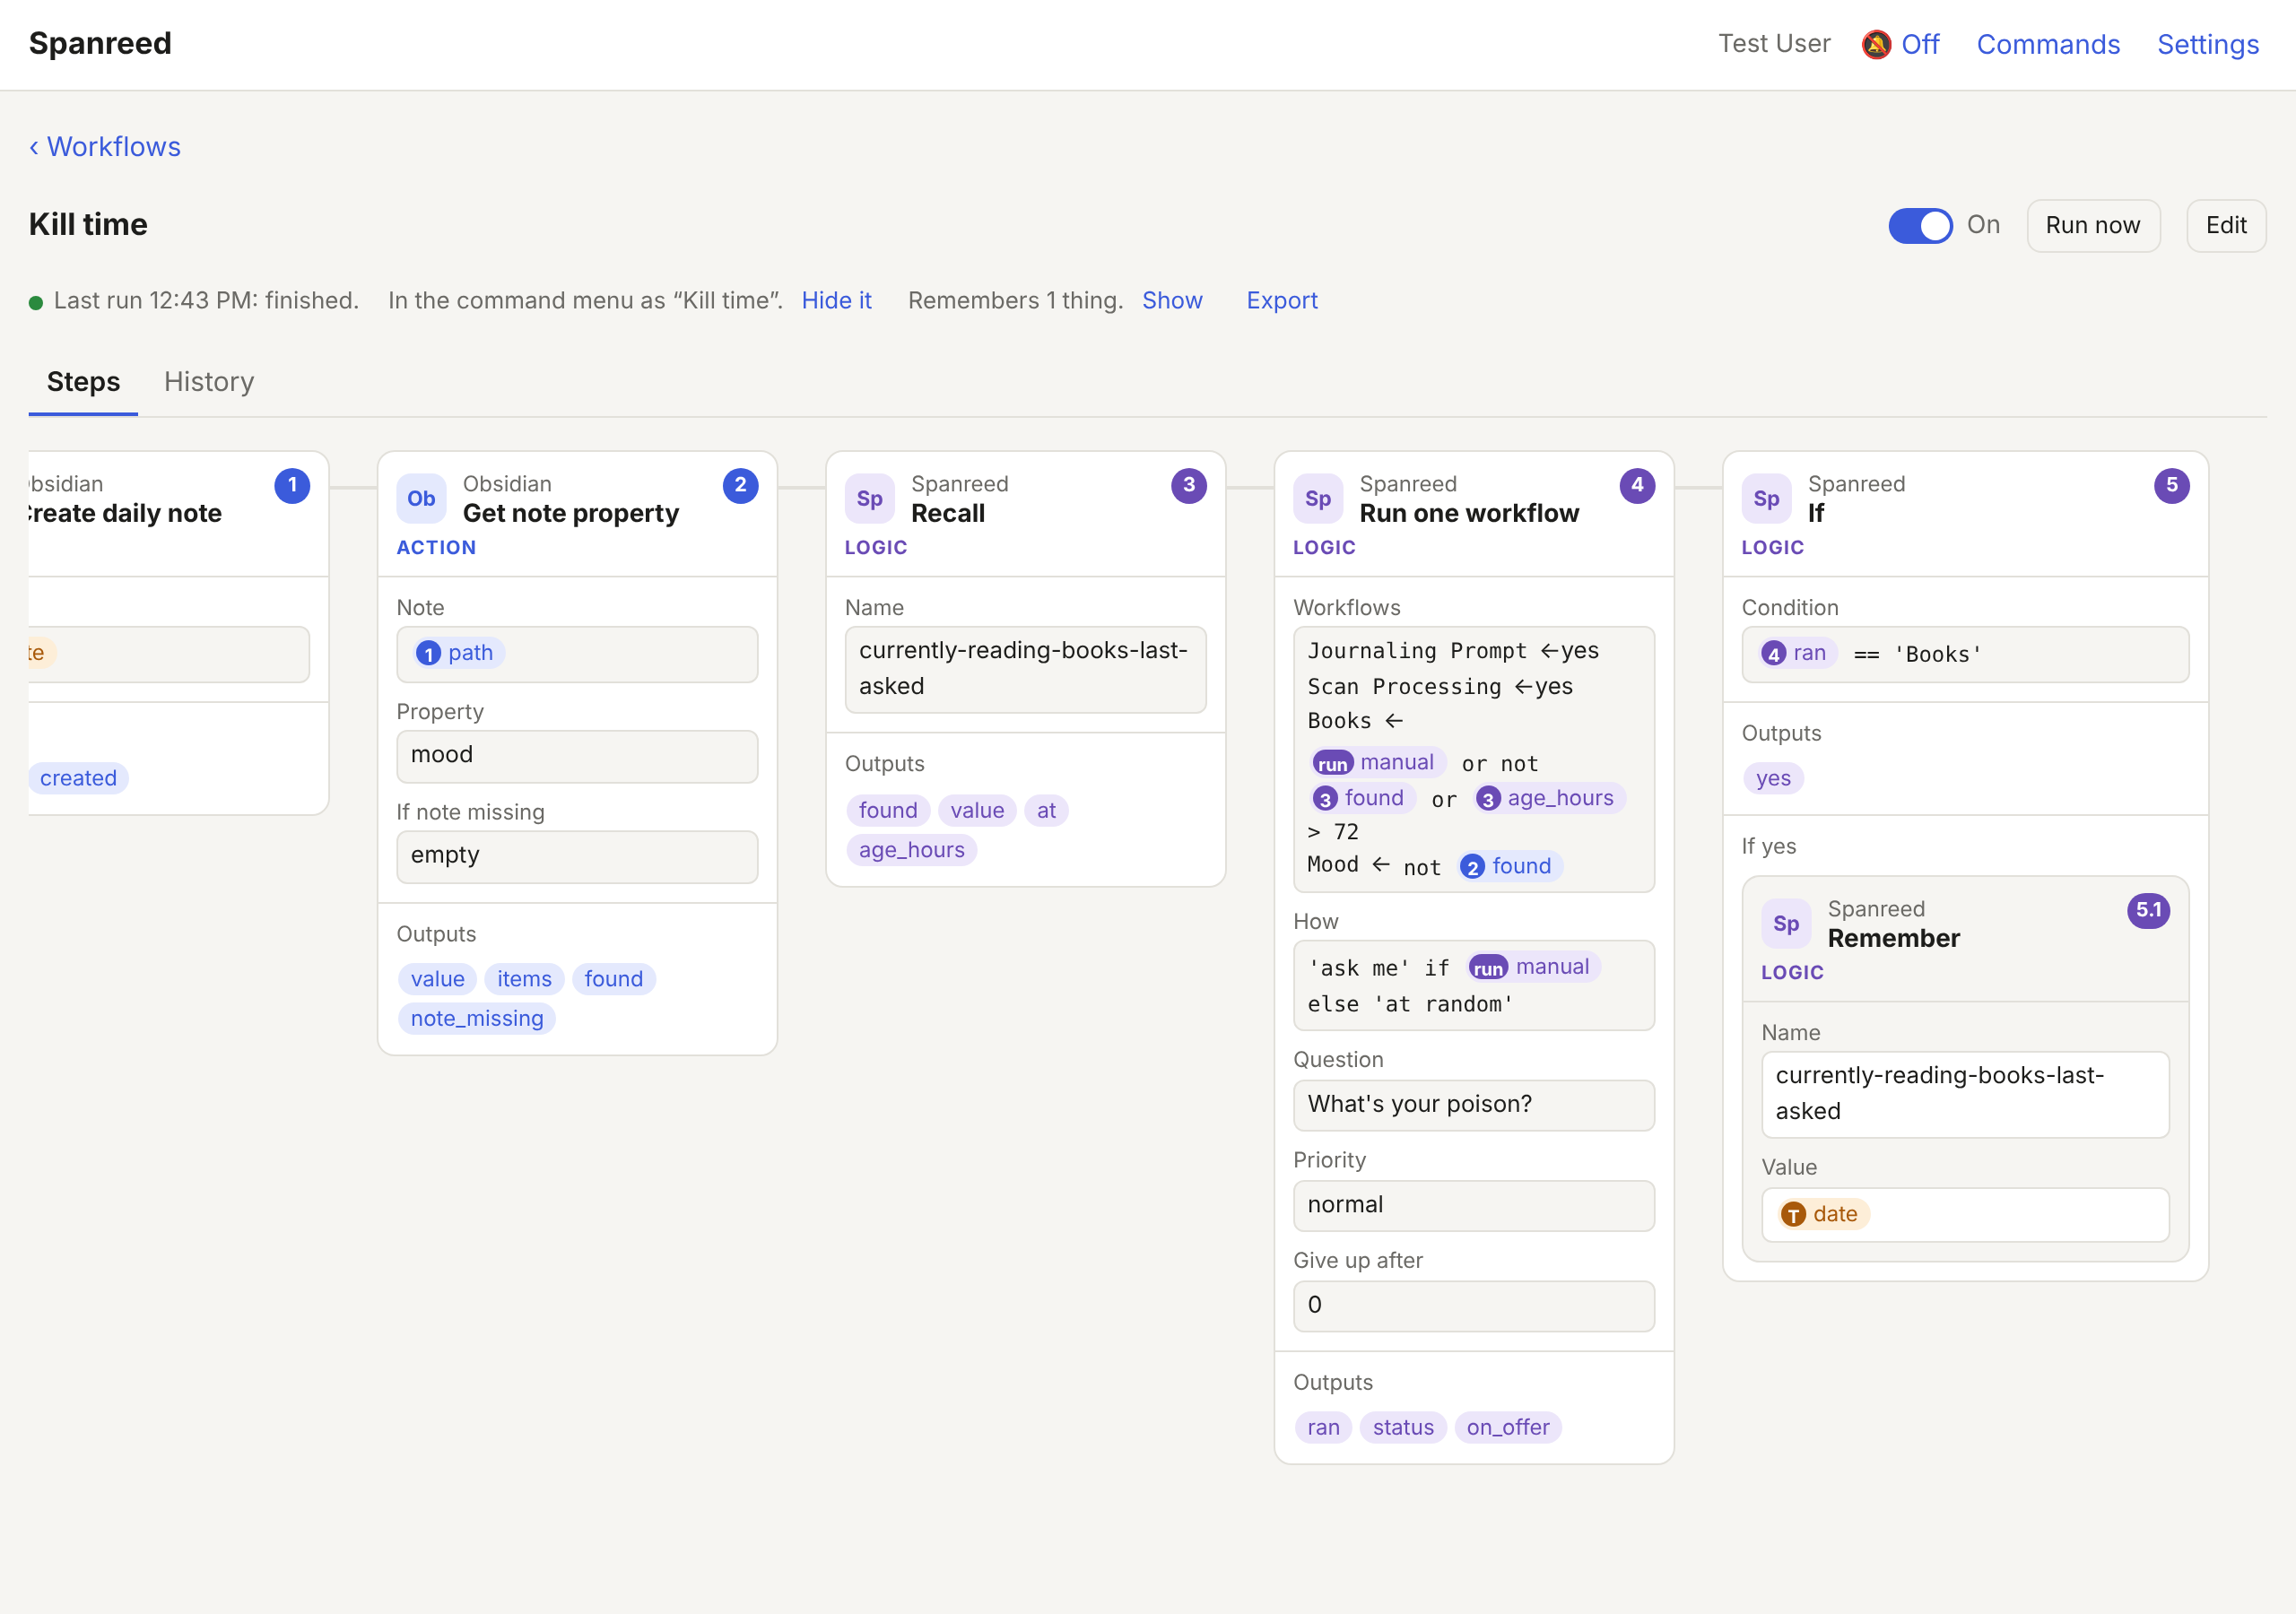 Spanreed
Test User Off Commands Settings
‹ Workflows
Kill time
On Run now Edit
Last run 12:43 PM: finished. In the command menu as “Kill time”. Hide it Remembers 1 thing. Show Export
Steps History
Obsidian
Create daily note
1
created
Ob
Obsidian
Get note property
2
ACTION
Note
1 path
Property
mood
If note missing
empty
Outputs
value items found
note_missing
Sp
Spanreed
Recall
3
LOGIC
Name
currently-reading-books-last-
asked
Outputs
found value at
age_hours
Sp
Spanreed
Run one workflow
4
LOGIC
Workflows
Journaling Prompt ←yes
Scan Processing ←yes
Books ←
run manual or not
3 found or 3 age_hours
> 72
Mood ← not 2 found
How
'ask me' if run manual
else 'at random'
Question
What's your poison?
Priority
normal
Give up after
0
Outputs
ran status on_offer
Sp
Spanreed
If
5
LOGIC
Condition
4 ran == 'Books'
Outputs
yes
If yes
Sp
Spanreed
Remember
5.1
LOGIC
Name
currently-reading-books-last-
asked
Value
T date